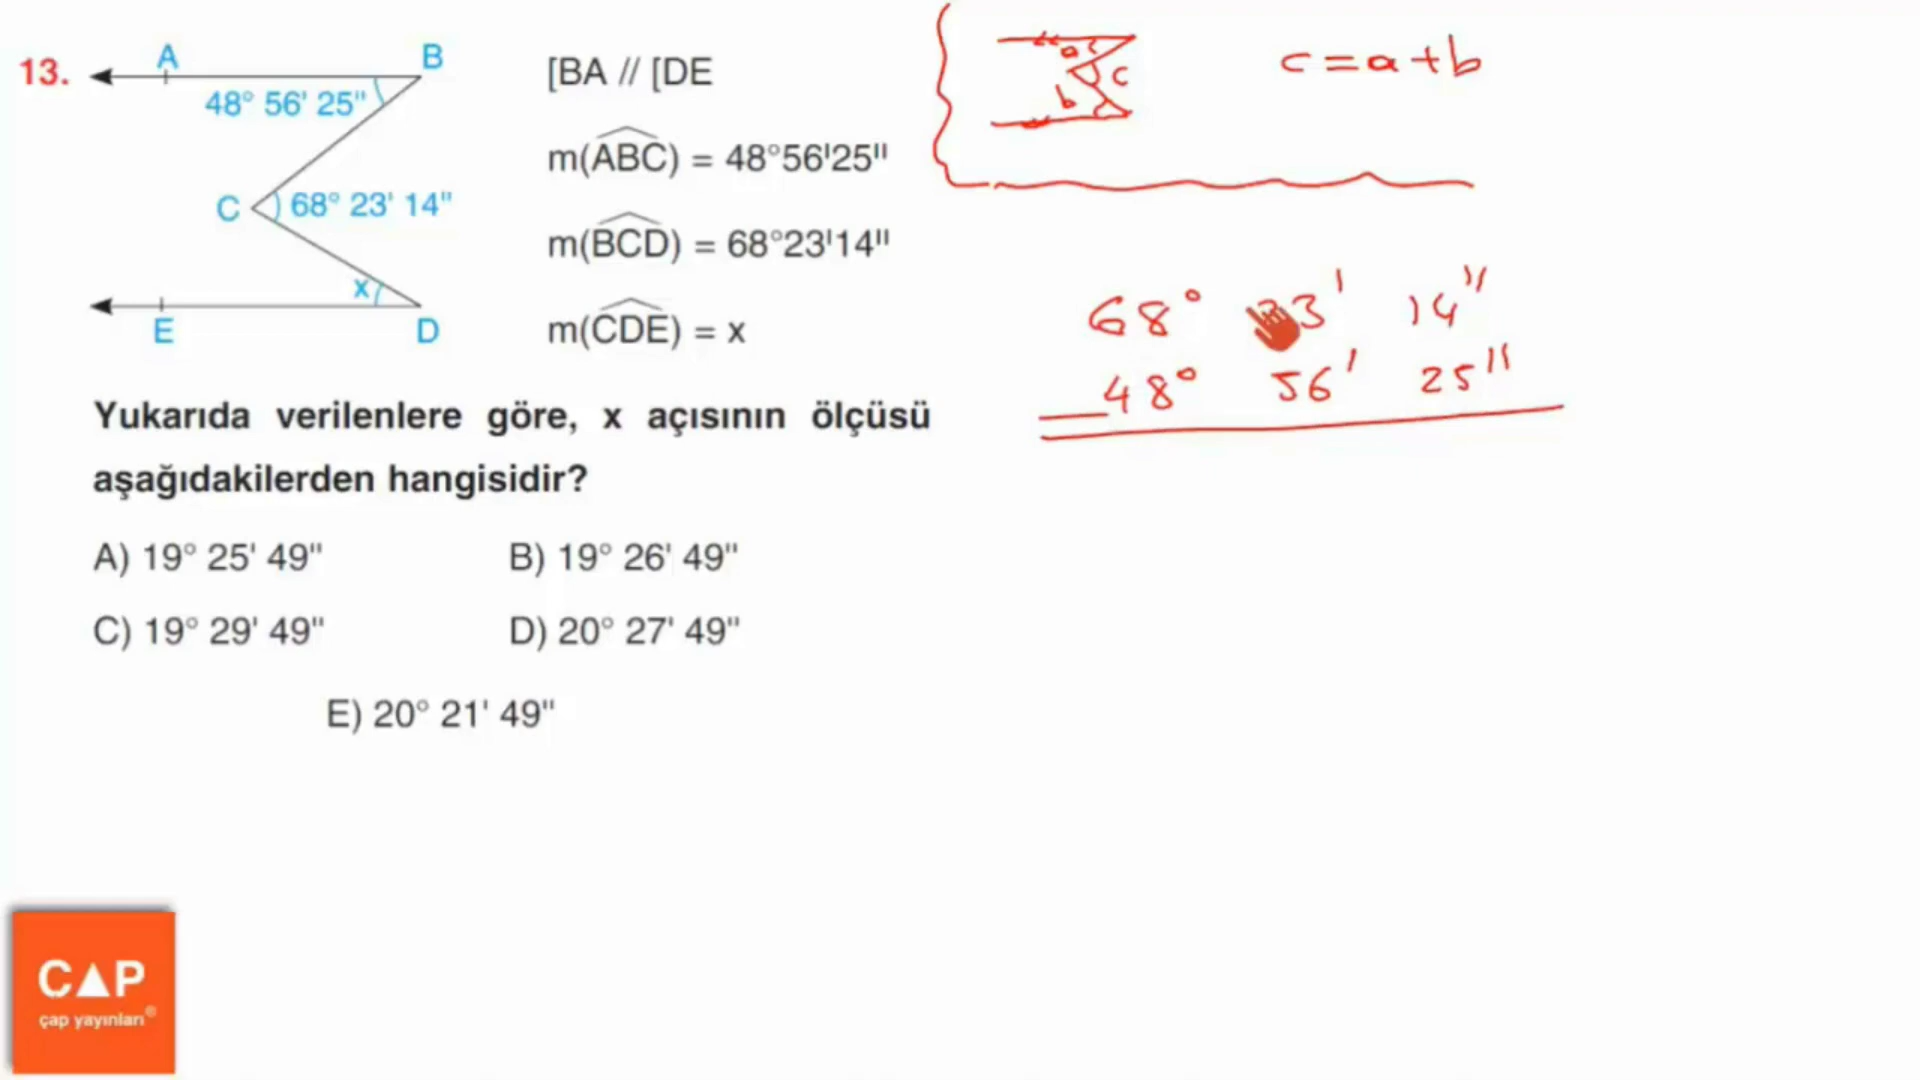 13.
A
B
48° 56' 25"
C
68° 23' 14"
x
E
D
[BA // [DE
m(ABC) = 48°56'25"
m(BCD) = 68°23'14"
m(CDE) = x
Yukarıda verilenlere göre, x açısının ölçüsü
aşağıdakilerden hangisidir?
A) 19° 25' 49"
B) 19° 26' 49"
C) 19° 29' 49"
D) 20° 27' 49"
E) 20° 21' 49"
a
c
b
c = a + b
68° 23' 14"
48° 56' 25"
CAP
çap yayınları®